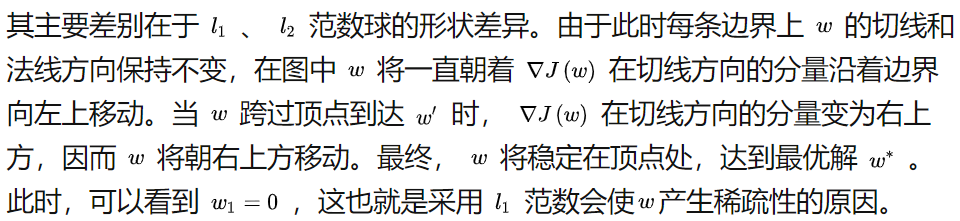 其主要差别在于 l₁ 、 l₂ 范数球的形状差异。由于此时每条边界上 w 的切线和
法线方向保持不变，在图中 w 将一直朝着 ∇J (w) 在切线方向的分量沿着边界
向左上移动。当 w 跨过顶点到达 w′ 时， ∇J (w) 在切线方向的分量变为右上
方，因而 w 将朝右上方移动。最终， w 将稳定在顶点处，达到最优解 w* 。
此时，可以看到 w₁ = 0 ，这也就是采用 l₁ 范数会使w产生稀疏性的原因。